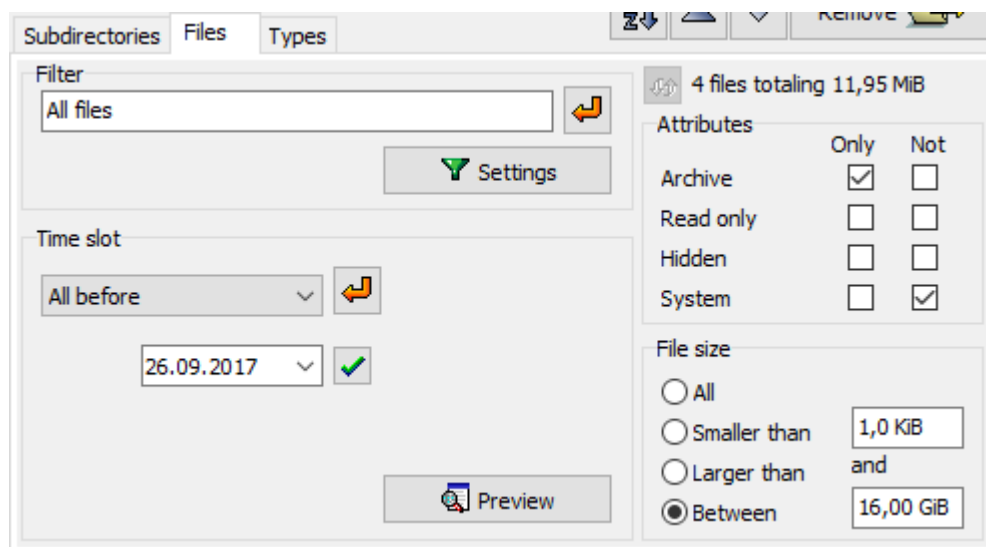 Remove
Subdirectories Files Types
Filter
All files
Settings
Time slot
All before
26.09.2017
Preview
4 files totaling 11,95 MiB
Attributes
Only Not
Archive
Read only
Hidden
System
File size
All
Smaller than 1,0 KiB
Larger than and
Between 16,00 GiB